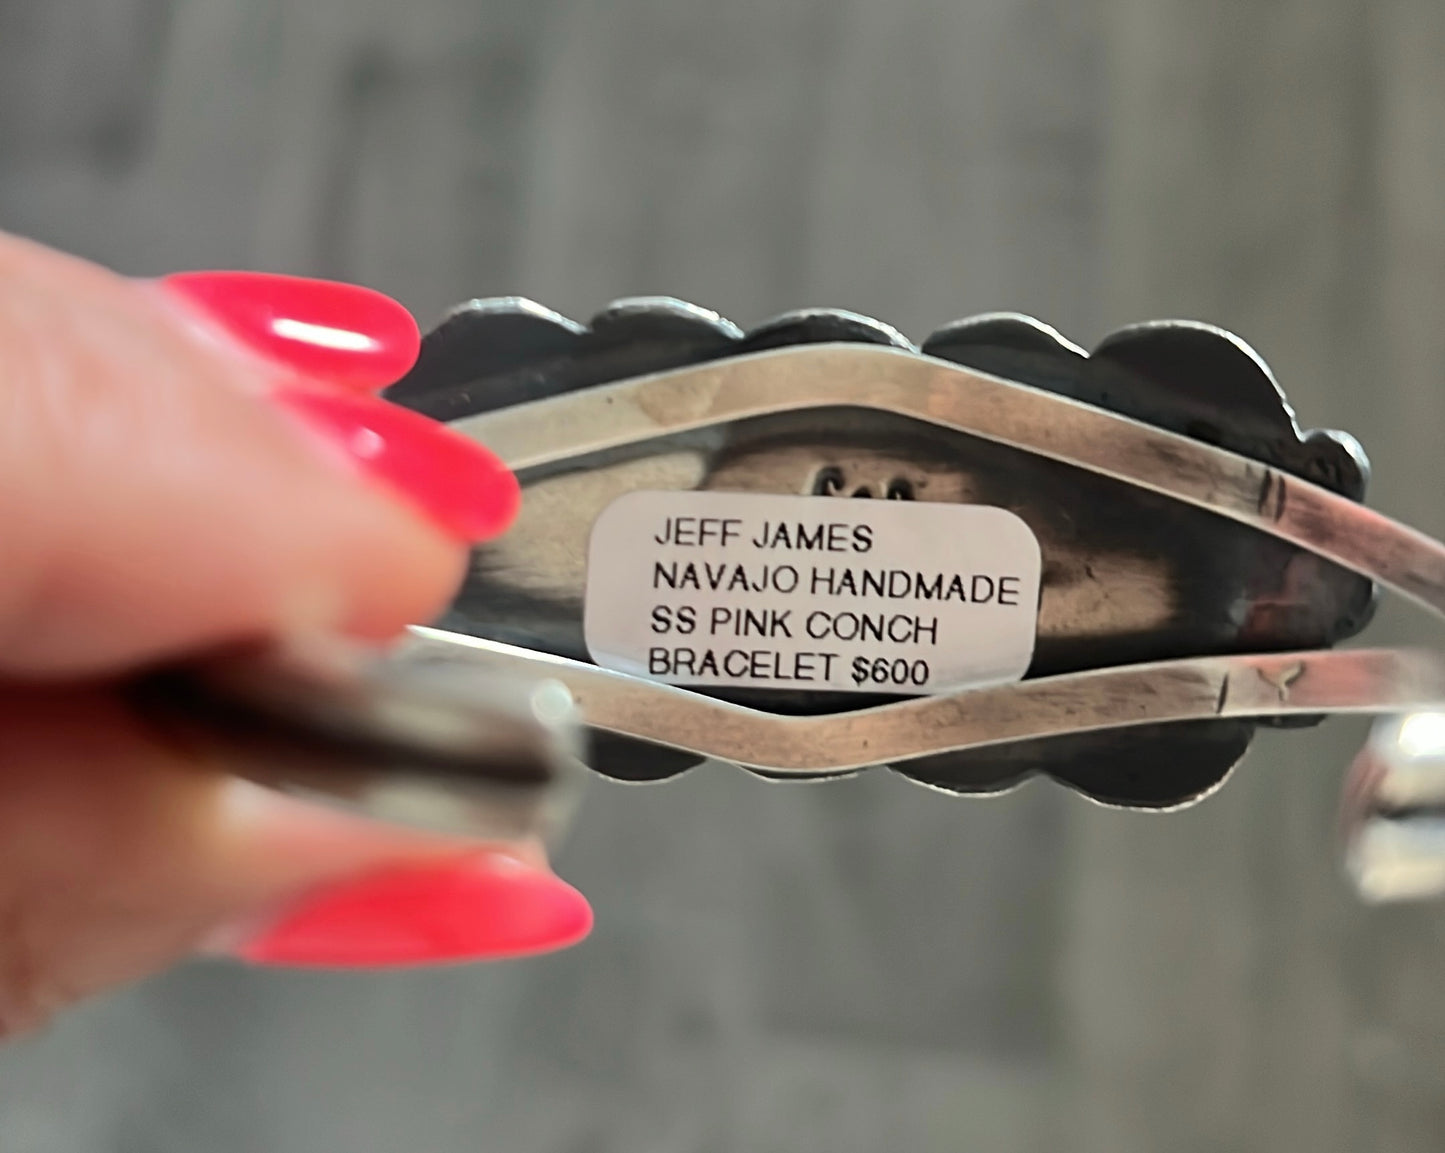 JEFF JAMES
NAVAJO HANDMADE
SS PINK CONCH
BRACELET $600